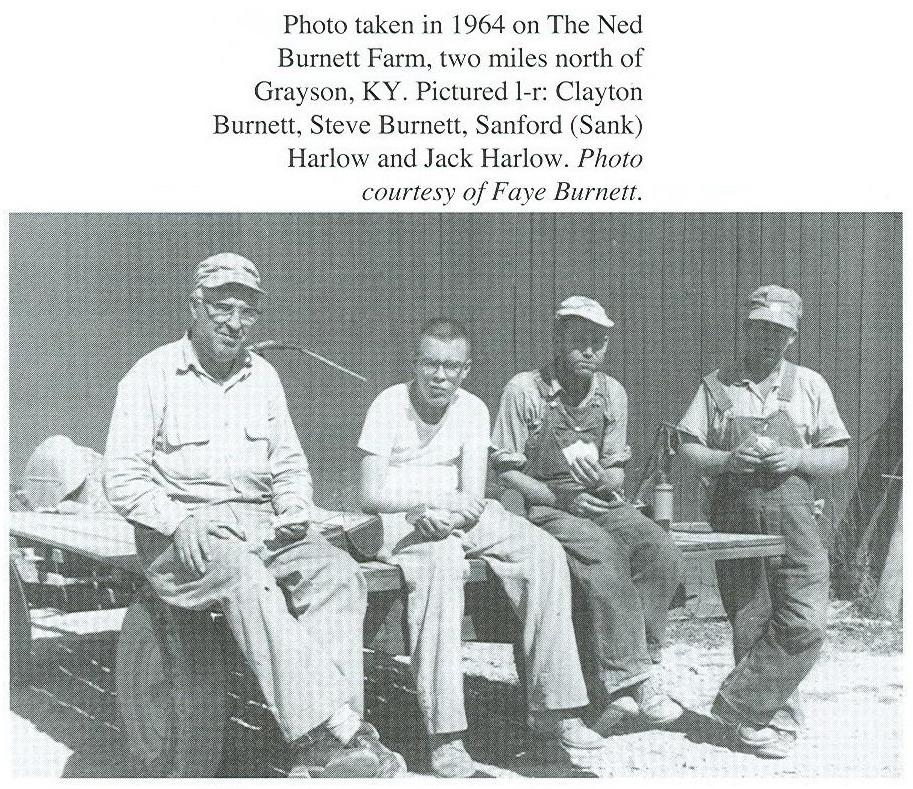 Photo taken in 1964 on The Ned
Burnett Farm, two miles north of
Grayson, KY. Pictured l-r: Clayton
Burnett, Steve Burnett, Sanford (Sank)
Harlow and Jack Harlow. Photo
courtesy of Faye Burnett.